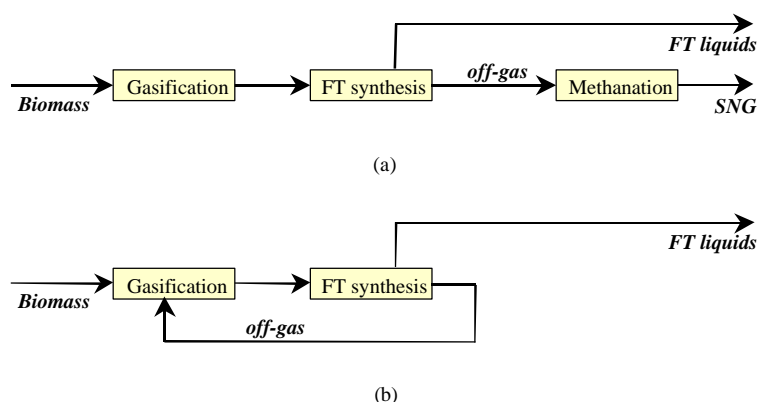 FT liquids
off-gas
Gasification FT synthesis Methanation
Biomass SNG
(a)
FT liquids
Gasification FT synthesis
Biomass
off-gas
(b)